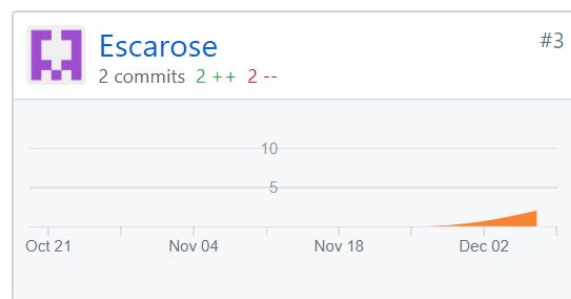 Escarose
#3
2 commits 2 ++ 2 --
10
5
Oct 21 Nov 04 Nov 18 Dec 02